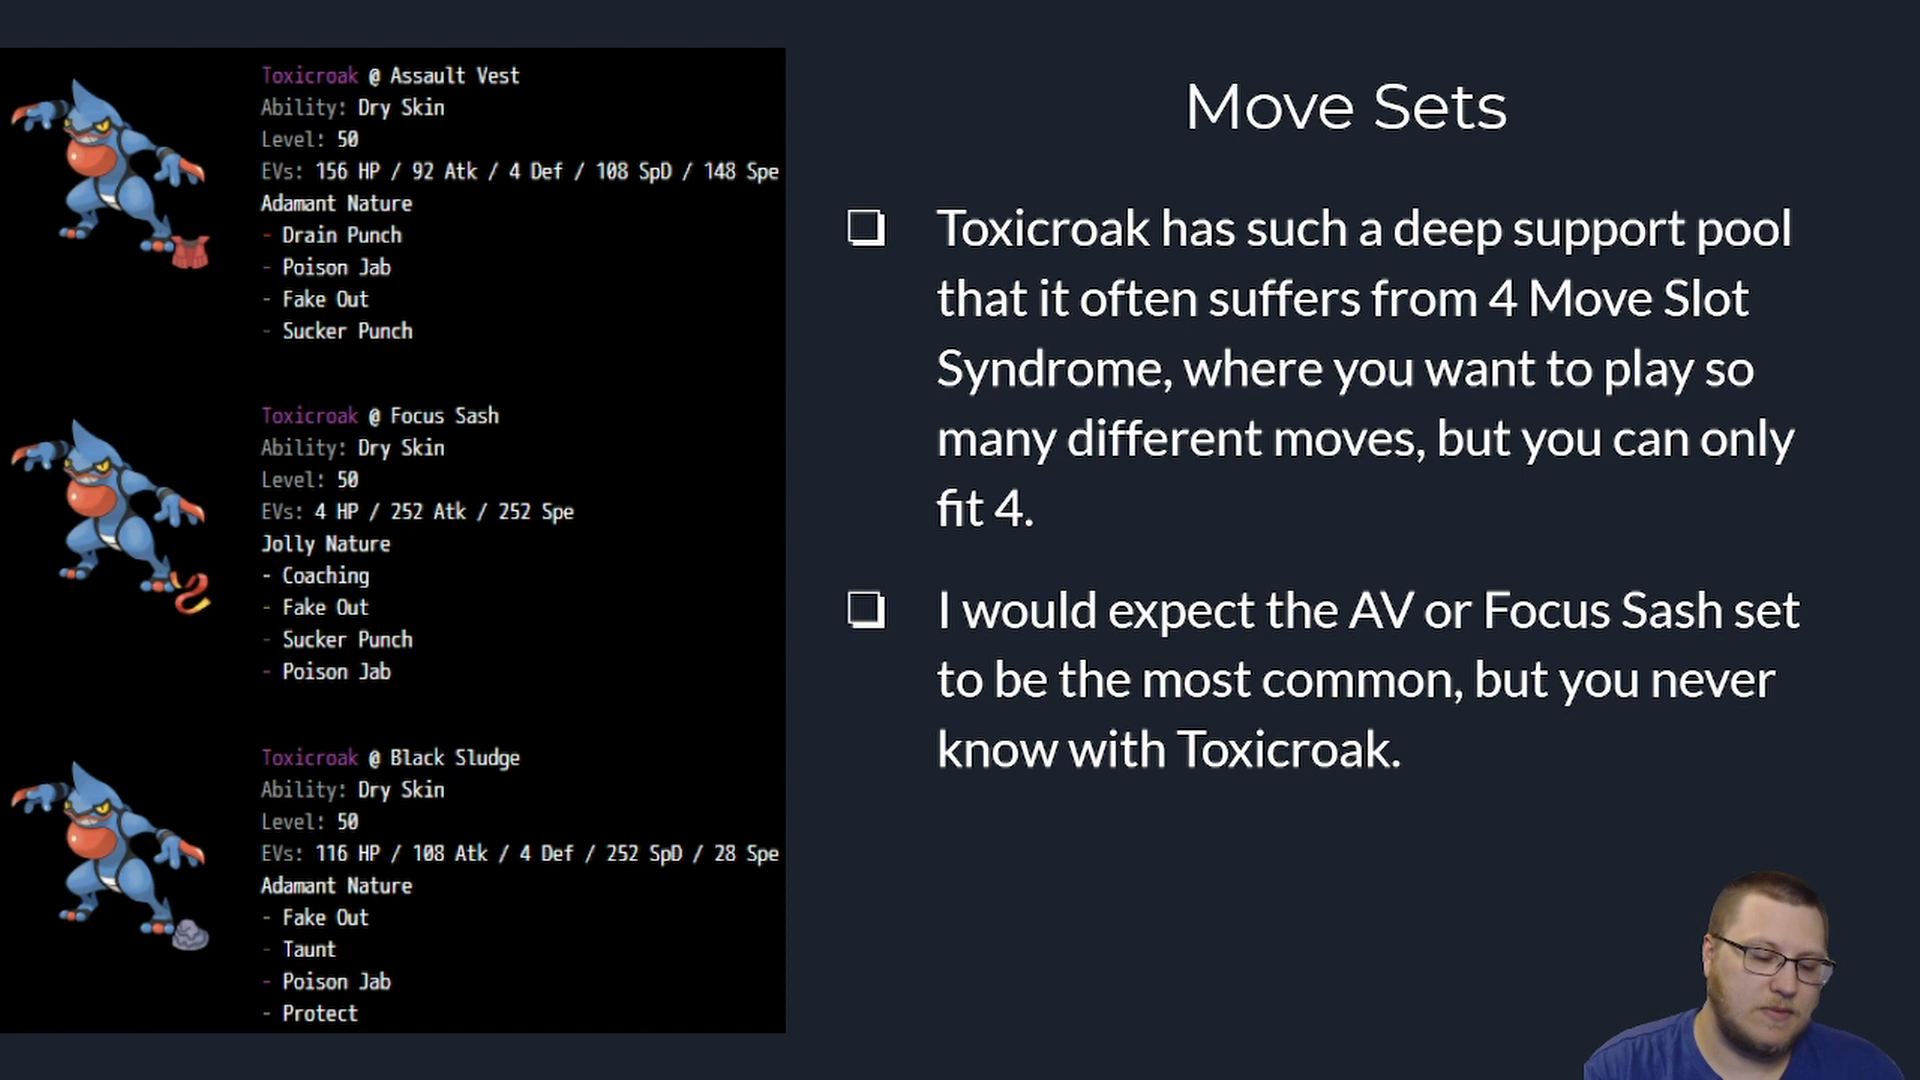 Toxicroak @ Assault Vest
Ability: Dry Skin
Level: 50
EVs: 156 HP / 92 Atk / 4 Def / 108 SpD / 148 Spe
Adamant Nature
- Drain Punch
- Poison Jab
- Fake Out
- Sucker Punch
Toxicroak @ Focus Sash
Ability: Dry Skin
Level: 50
EVs: 4 HP / 252 Atk / 252 Spe
Jolly Nature
- Coaching
- Fake Out
- Sucker Punch
- Poison Jab
Toxicroak @ Black Sludge
Ability: Dry Skin
Level: 50
EVs: 116 HP / 108 Atk / 4 Def / 252 SpD / 28 Spe
Adamant Nature
- Fake Out
- Taunt
- Poison Jab
- Protect
Move Sets
Toxicroak has such a deep support pool
that it often suffers from 4 Move Slot
Syndrome, where you want to play so
many different moves, but you can only
fit 4.
I would expect the AV or Focus Sash set
to be the most common, but you never
know with Toxicroak.